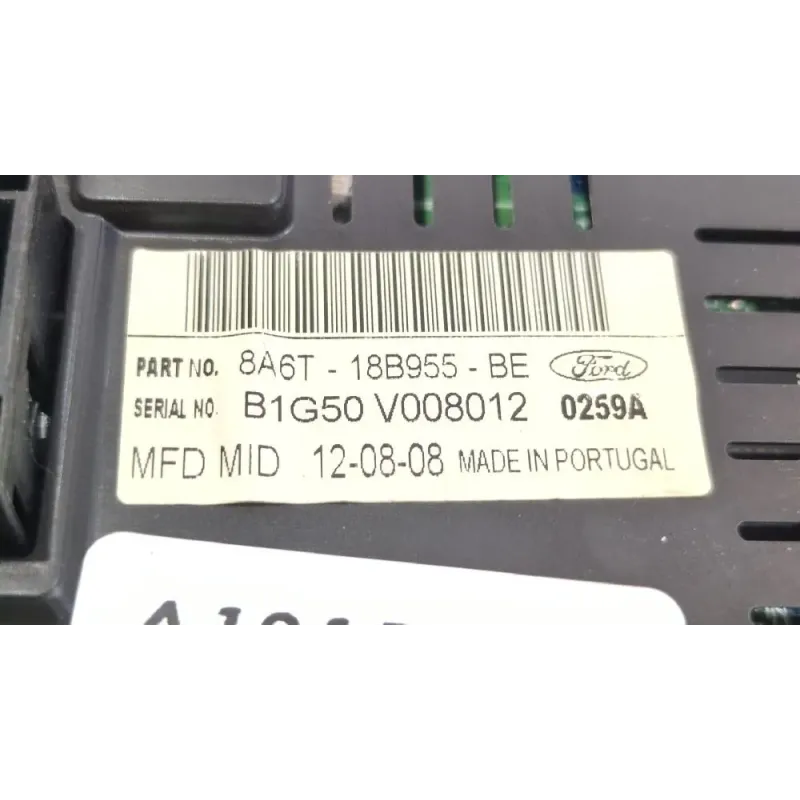 PART NO. 8A6T - 18B955 - BE Ford
SERIAL NO. B1G50 V008012 0259A
MFD MID 12-08-08 MADE IN PORTUGAL